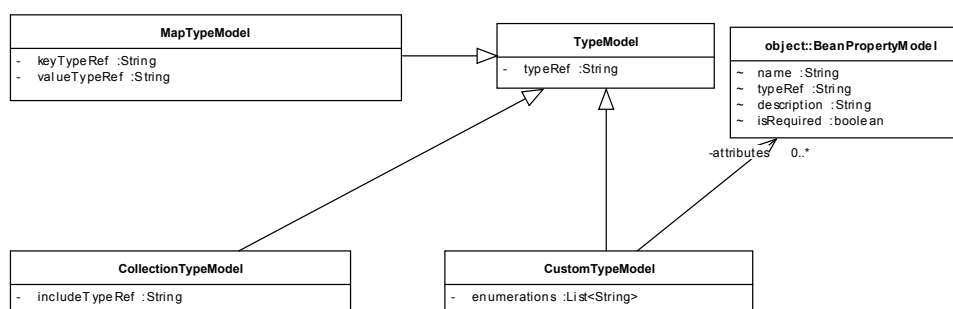 MapTypeModel
- keyTypeRef :String
- valueTypeRef :String
TypeModel
- typeRef :String
object::BeanPropertyModel
~ name :String
~ typeRef :String
~ description :String
~ isRequired :boolean
-attributes 0..*
CollectionTypeModel
- includeTypeRef :String
CustomTypeModel
- enumerations :List<String>